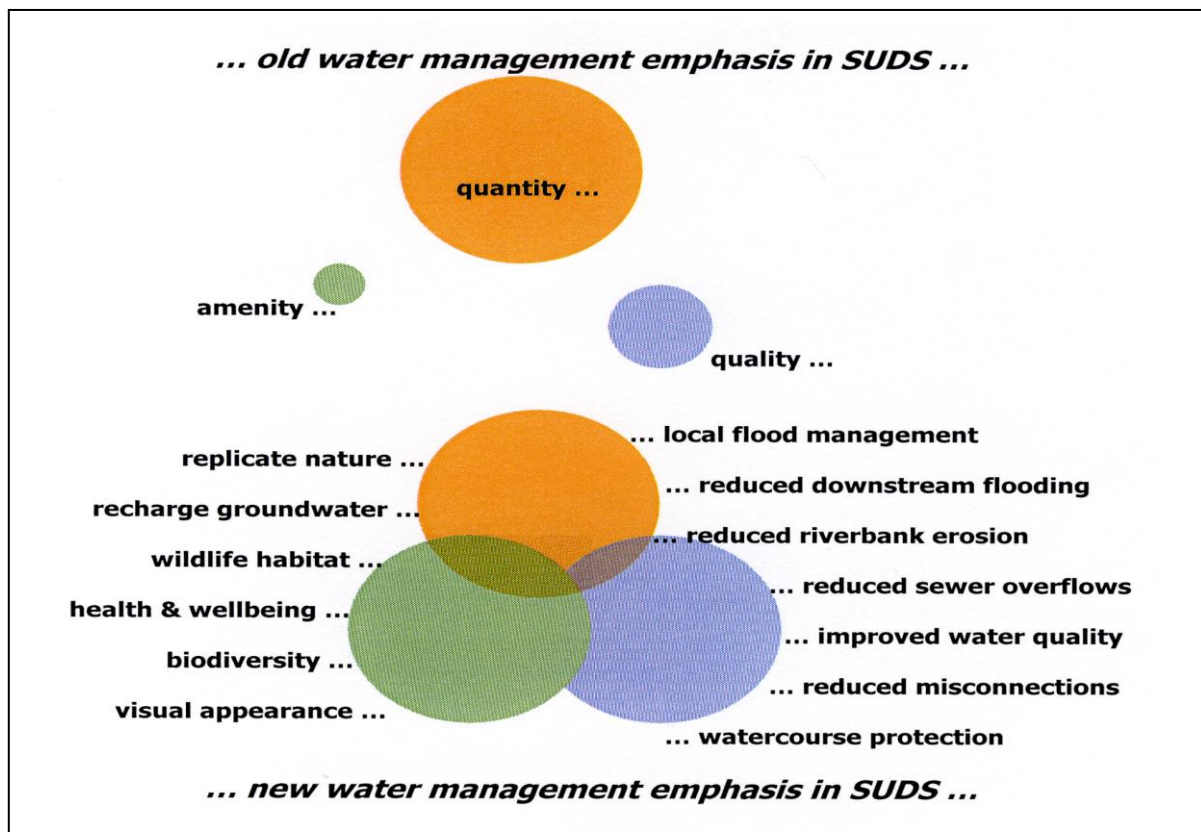 ... old water management emphasis in SUDS ...
quantity ...
amenity ...
quality ...
... local flood management
replicate nature ...
... reduced downstream flooding
recharge groundwater ...
... reduced riverbank erosion
wildlife habitat ...
... reduced sewer overflows
health & wellbeing ...
... improved water quality
biodiversity ...
... reduced misconnections
visual appearance ...
... watercourse protection
... new water management emphasis in SUDS ...